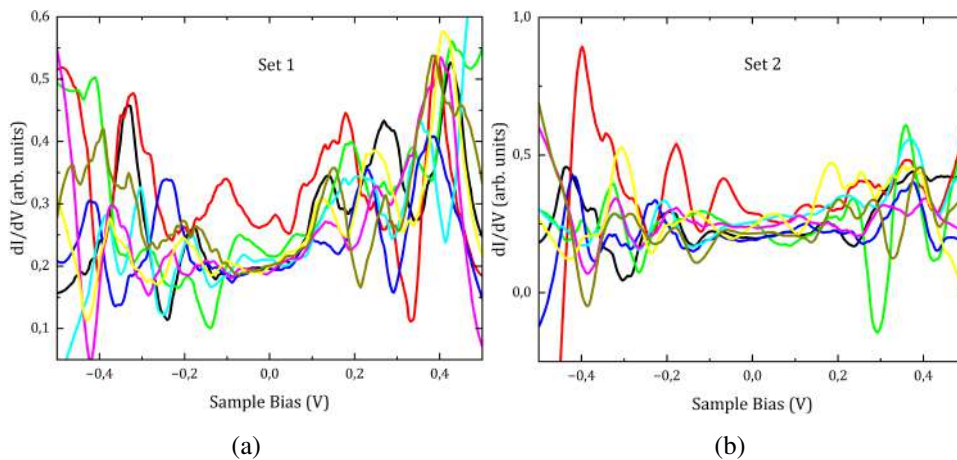 0,6
0,5
0,4
0,3
0,2
0,1
dI/dV (arb. units)
Set 1
−0,4 −0,2 0,0 0,2 0,4
Sample Bias (V)
(a)
1,0
0,5
0,0
dI/dV (arb. units)
Set 2
−0,4 −0,2 0,0 0,2 0,4
Sample Bias (V)
(b)